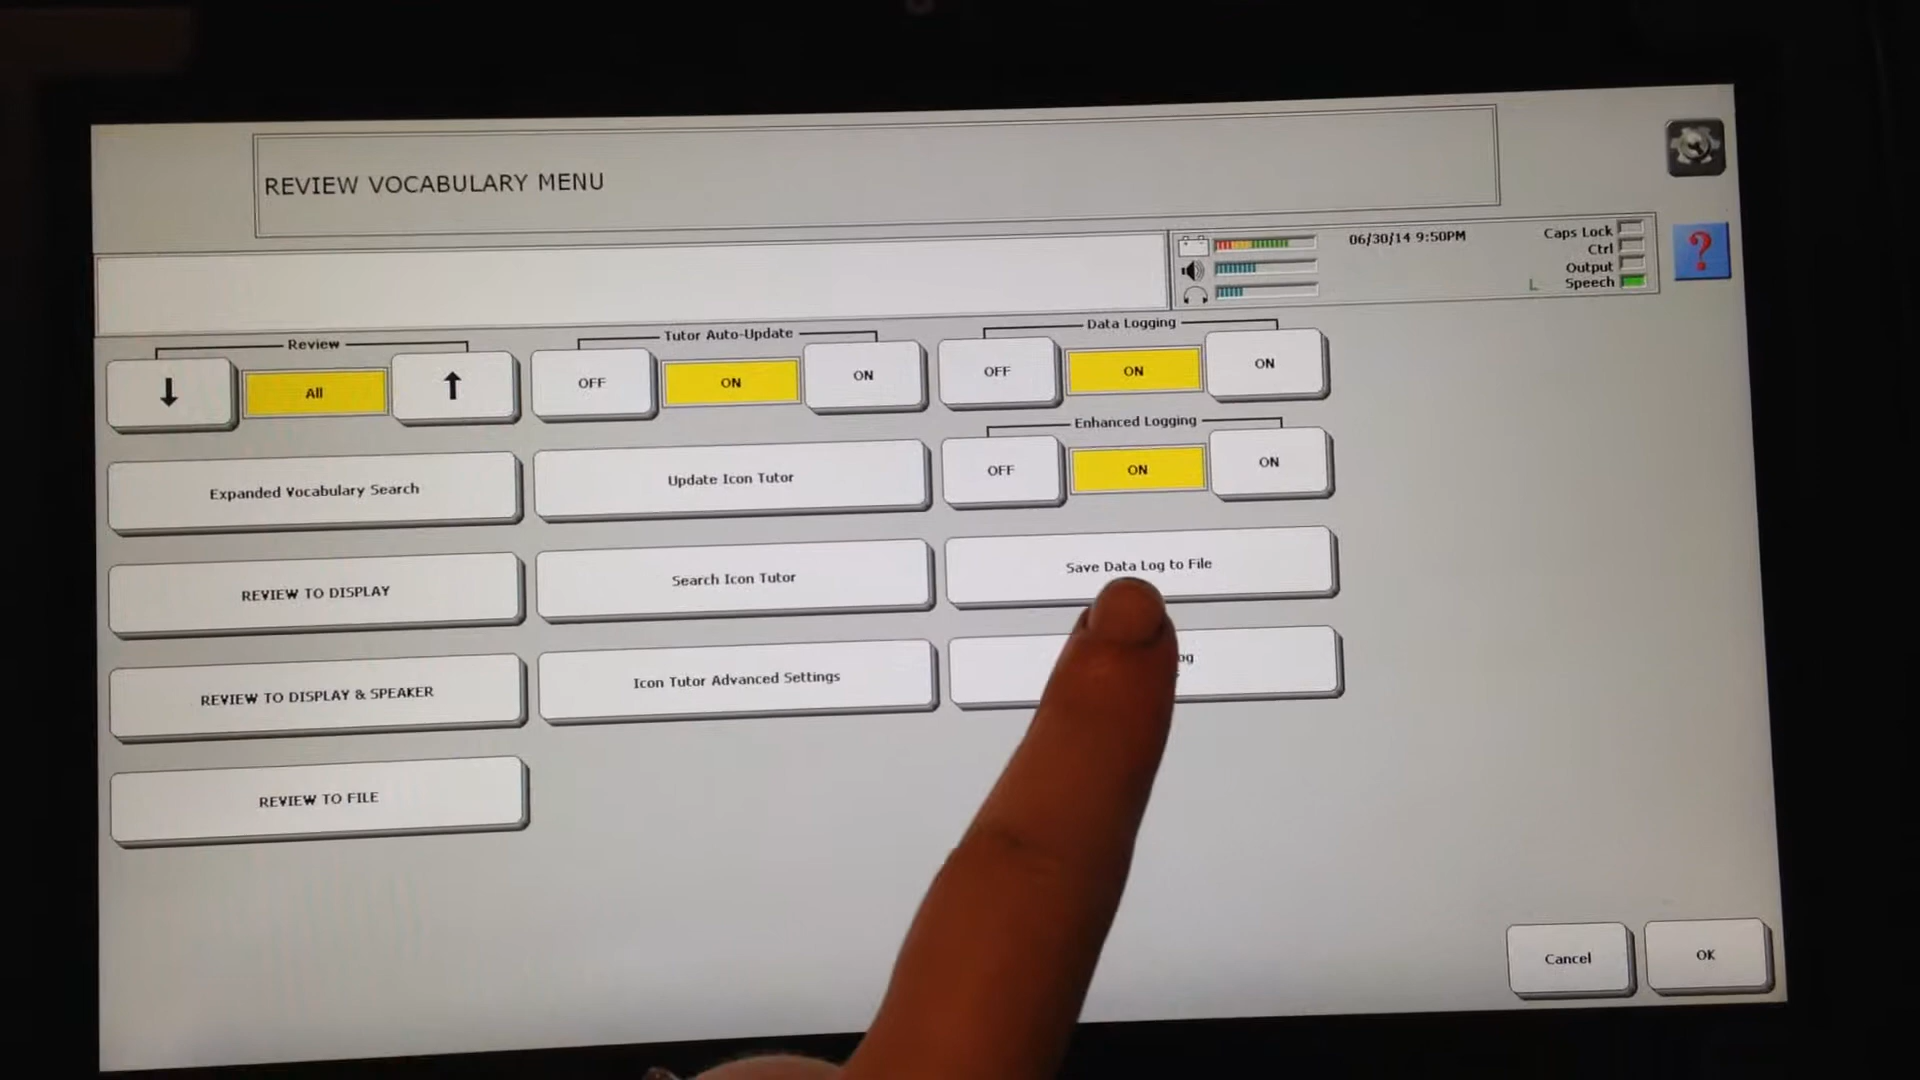 REVIEW VOCABULARY MENU
06/30/14 9:50PM
Caps Lock
Ctrl
Output
L Speech
?
Review
Tutor Auto-Update
Data Logging
All
OFF ON ON
OFF ON ON
Enhanced Logging
OFF ON ON
Expanded Vocabulary Search
Update Icon Tutor
REVIEW TO DISPLAY
Search Icon Tutor
Save Data Log to File
REVIEW TO DISPLAY & SPEAKER
Icon Tutor Advanced Settings
REVIEW TO FILE
Cancel
OK